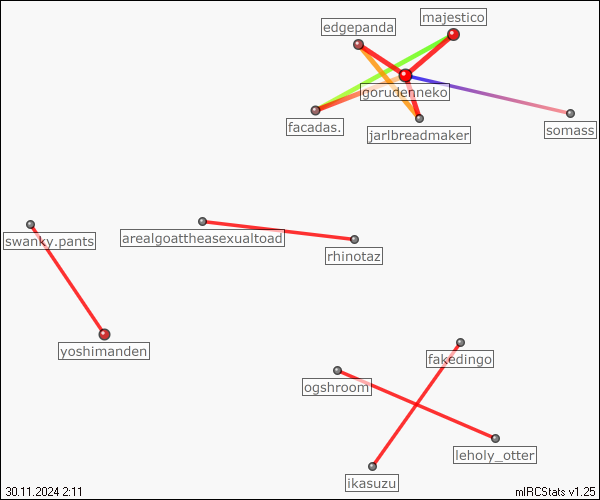 majestico
edgepanda
gorudenneko
facadas.
jarlbreadmaker
somass
swanky.pants
arealgoattheasexualtoad
rhinotaz
yoshimanden
fakedingo
ogshroom
leholy_otter
ikasuzu
30.11.2024 2:11
mIRCStats v1.25